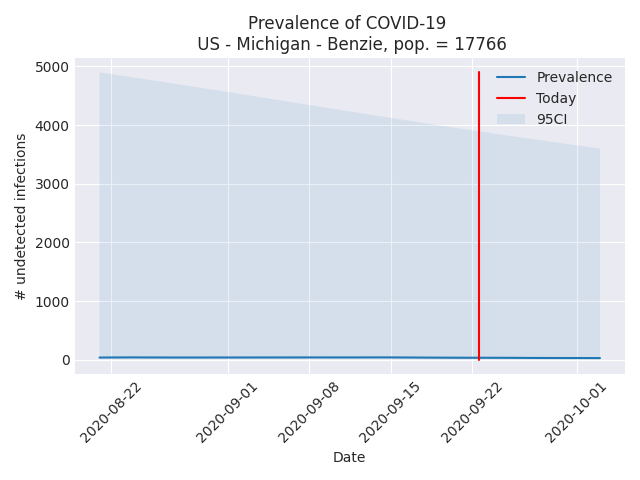 Prevalence of COVID-19
US - Michigan - Benzie, pop. = 17766
Prevalence
Today
95CI
# undetected infections
5000
4000
3000
2000
1000
0
2020-08-22
2020-09-01
2020-09-08
2020-09-15
2020-09-22
2020-10-01
Date